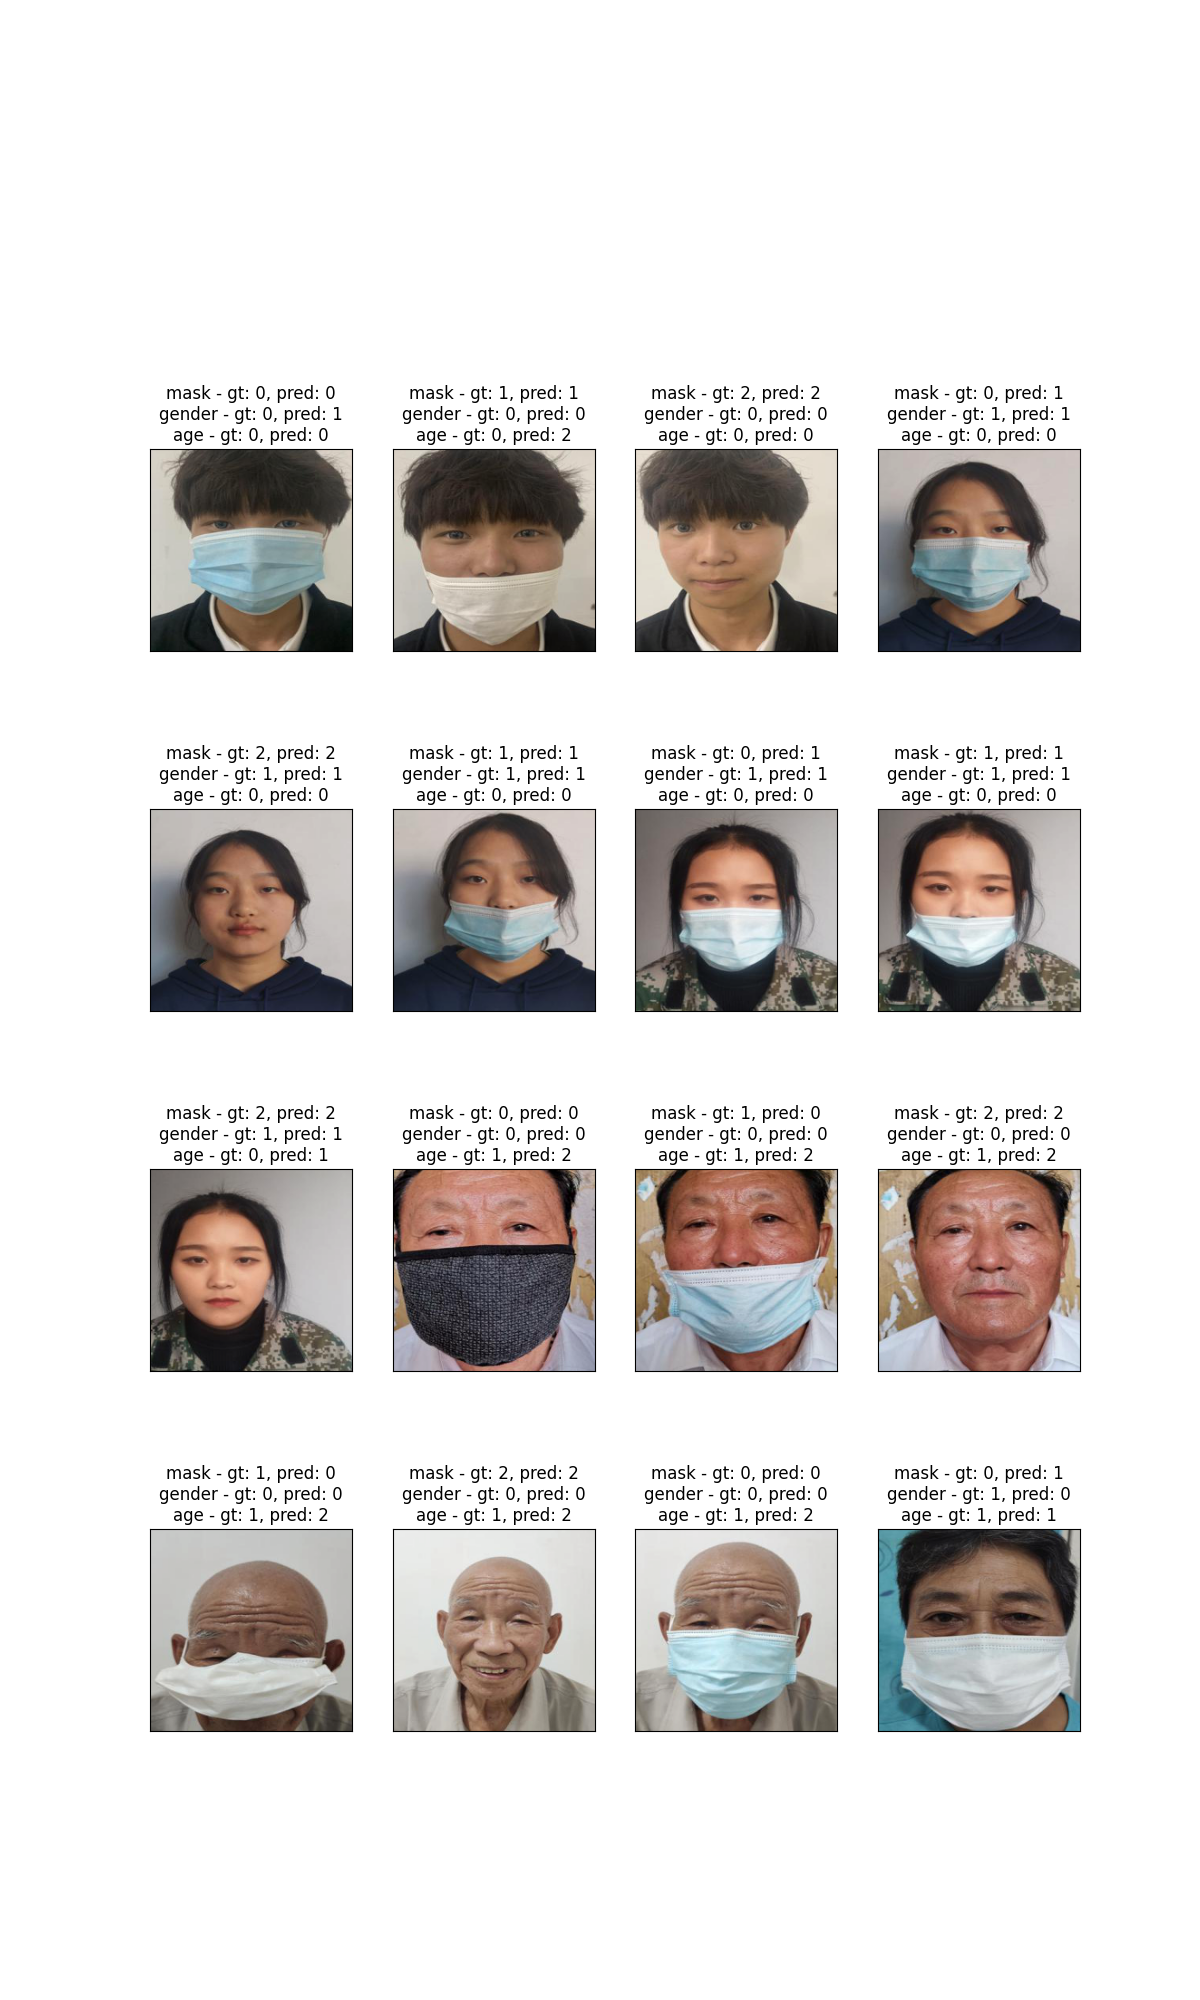 mask - gt: 0, pred: 0
gender - gt: 0, pred: 1
age - gt: 0, pred: 0
mask - gt: 1, pred: 1
gender - gt: 0, pred: 0
age - gt: 0, pred: 2
mask - gt: 2, pred: 2
gender - gt: 0, pred: 0
age - gt: 0, pred: 0
mask - gt: 0, pred: 1
gender - gt: 1, pred: 1
age - gt: 0, pred: 0
mask - gt: 2, pred: 2
gender - gt: 1, pred: 1
age - gt: 0, pred: 0
mask - gt: 1, pred: 1
gender - gt: 1, pred: 1
age - gt: 0, pred: 0
mask - gt: 0, pred: 1
gender - gt: 1, pred: 1
age - gt: 0, pred: 0
mask - gt: 1, pred: 1
gender - gt: 1, pred: 1
age - gt: 0, pred: 0
mask - gt: 2, pred: 2
gender - gt: 1, pred: 1
age - gt: 0, pred: 1
mask - gt: 0, pred: 0
gender - gt: 0, pred: 0
age - gt: 1, pred: 2
mask - gt: 1, pred: 0
gender - gt: 0, pred: 0
age - gt: 1, pred: 2
mask - gt: 2, pred: 2
gender - gt: 0, pred: 0
age - gt: 1, pred: 2
mask - gt: 1, pred: 0
gender - gt: 0, pred: 0
age - gt: 1, pred: 2
mask - gt: 2, pred: 2
gender - gt: 0, pred: 0
age - gt: 1, pred: 2
mask - gt: 0, pred: 0
gender - gt: 0, pred: 0
age - gt: 1, pred: 2
mask - gt: 0, pred: 1
gender - gt: 1, pred: 0
age - gt: 1, pred: 1